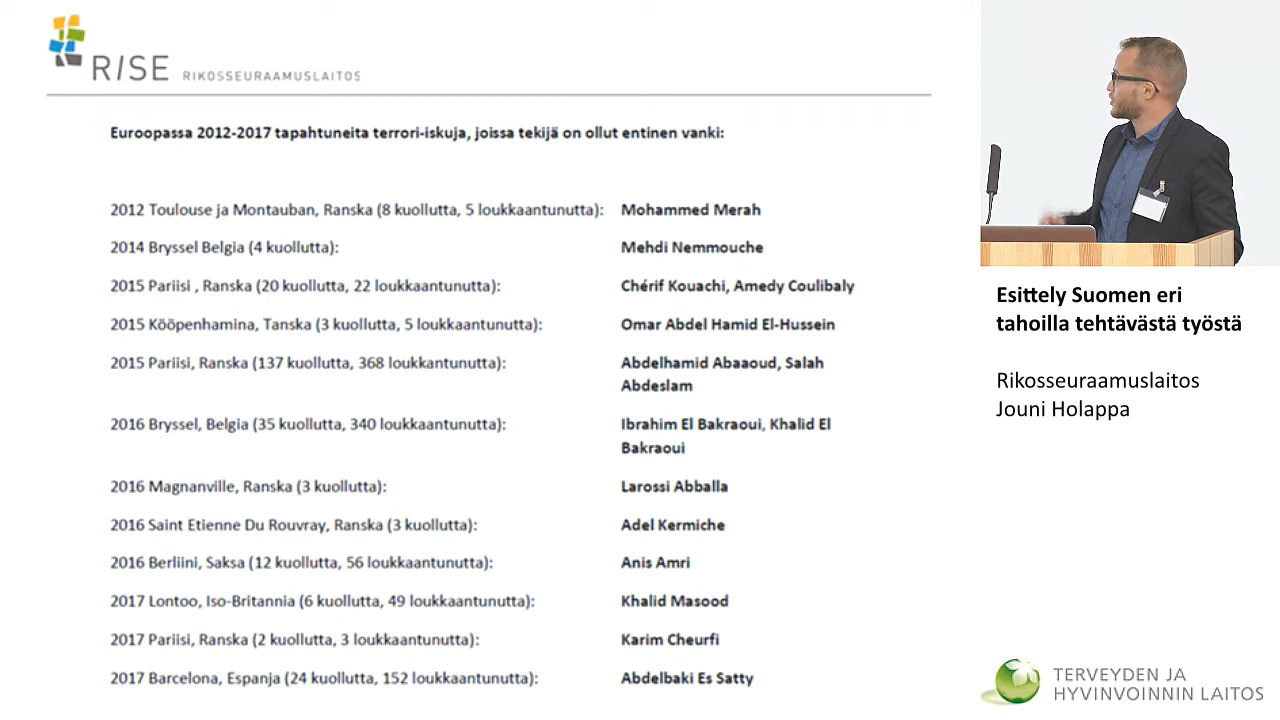 RISE RIKOSSEURAAMUSLAITOS
Euroopassa 2012-2017 tapahtuneita terrori-iskuja, joissa tekijä on ollut entinen vanki:
2012 Toulouse ja Montauban, Ranska (8 kuollutta, 5 loukkaantunutta): Mohammed Merah
2014 Bryssel Belgia (4 kuollutta): Mehdi Nemmouche
2015 Pariisi , Ranska (20 kuollutta, 22 loukkaantunutta): Chérif Kouachi, Amedy Coulibaly
2015 Kööpenhamina, Tanska (3 kuollutta, 5 loukkaantunutta): Omar Abdel Hamid El-Hussein
2015 Pariisi, Ranska (137 kuollutta, 368 loukkantunutta): Abdelhamid Abaaoud, Salah
Abdeslam
2016 Bryssel, Belgia (35 kuollutta, 340 loukkaantunutta): Ibrahim El Bakraoui, Khalid El
Bakraoui
2016 Magnanville, Ranska (3 kuollutta): Larossi Abballa
2016 Saint Etienne Du Rouvray, Ranska (3 kuollutta): Adel Kermiche
2016 Berliini, Saksa (12 kuollutta, 56 loukkaantunutta): Anis Amri
2017 Lontoo, Iso-Britannia (6 kuollutta, 49 loukkaantunutta): Khalid Masood
2017 Pariisi, Ranska (2 kuollutta, 3 loukkaantunutta): Karim Cheurfi
2017 Barcelona, Espanja (24 kuollutta, 152 loukkaantunutta): Abdelbaki Es Satty
Esittely Suomen eri
tahoilla tehtävästä työstä
Rikosseuraamuslaitos
Jouni Holappa
TERVEYDEN JA
HYVINVOINNIN LAITOS